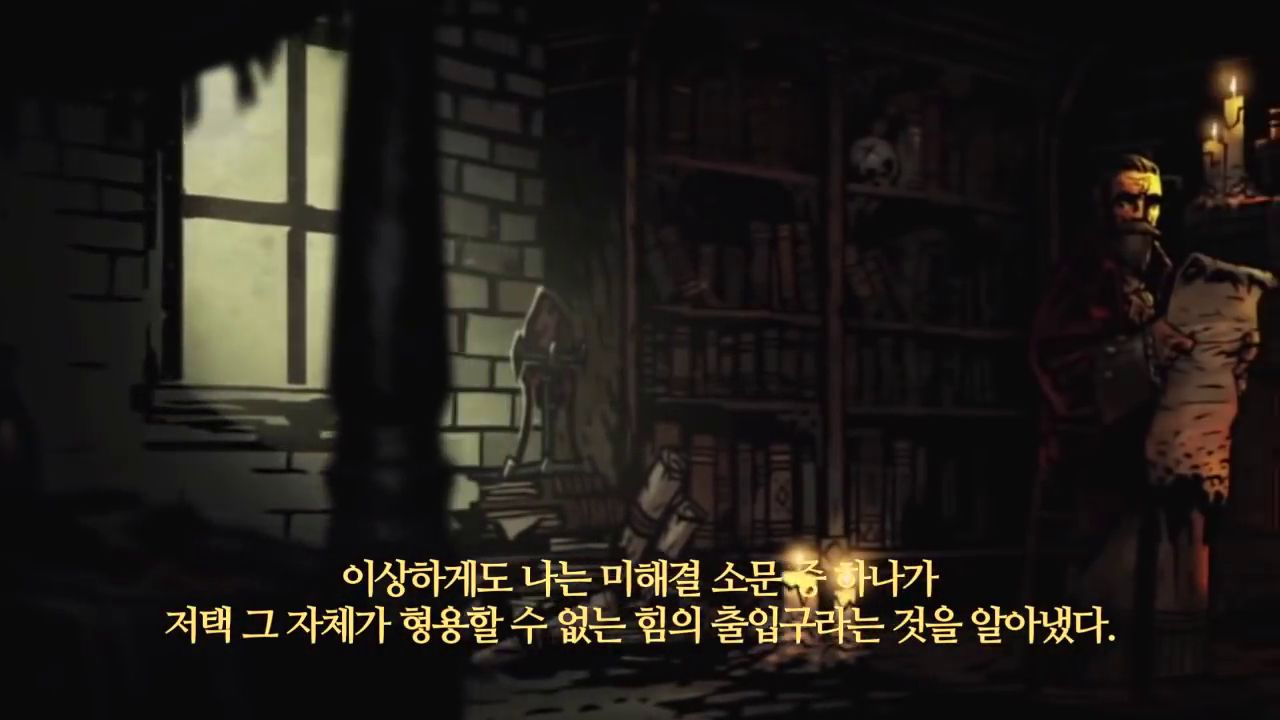 이상하게도 나는 미해결 소문 중 하나가
저택 그 자체가 형용할 수 없는 힘의 출입구라는 것을 알아냈다.